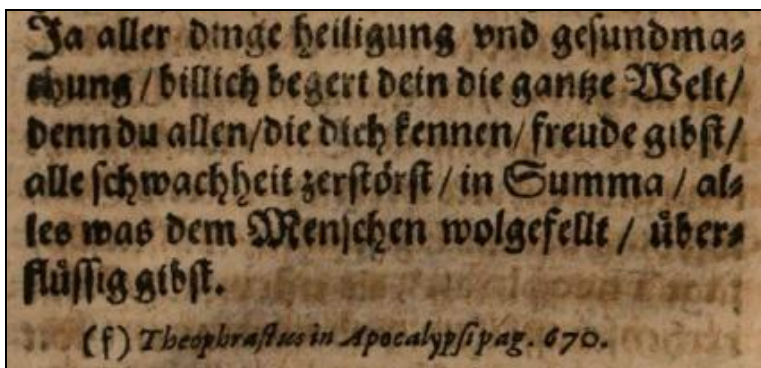 Ja aller dinge heiligung vnd geſundma⸗
chung / billich begert dein die gantze Welt /
denn du allen / die dich kennen / freude gibſt /
alle ſchwachheit zerſtörſt / in Summa / al⸗
les was dem Menſchen wolgefellt / über⸗
flüſſig gibſt.
(f) Theophraſtus in Apocalypſi pag. 670.